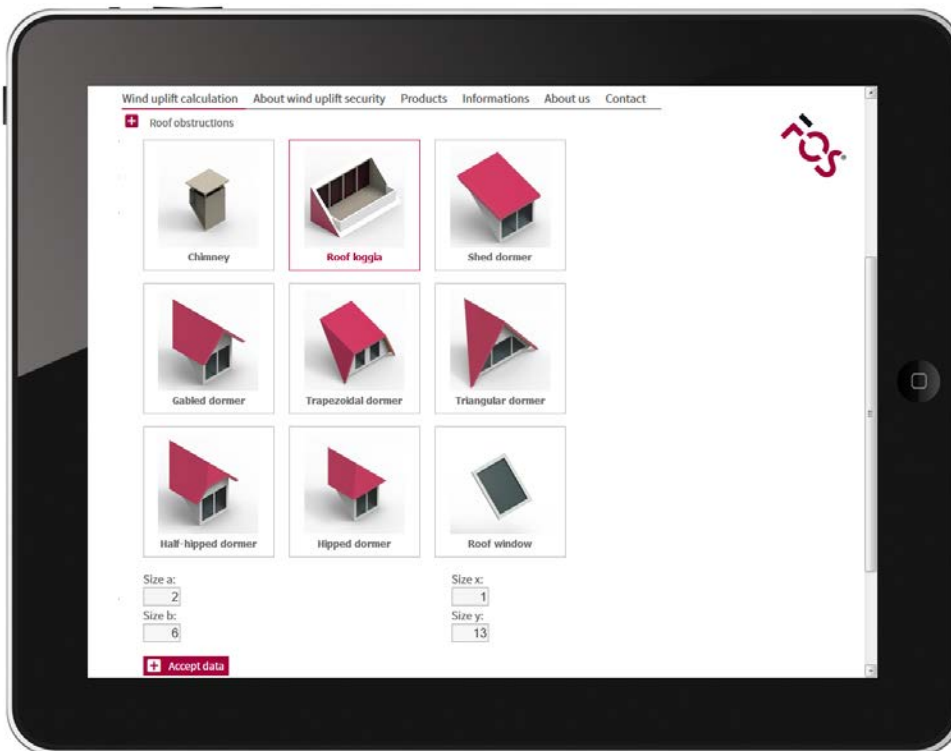 Wind uplift calculation About wind uplift security Products Informations About us Contact
Roof obstructions
FOS
Chimney Roof loggia Shed dormer
Gabled dormer Trapezoidal dormer Triangular dormer
Half-hipped dormer Hipped dormer Roof window
Size a: Size x:
2 1
Size b: Size y:
6 13
Accept data